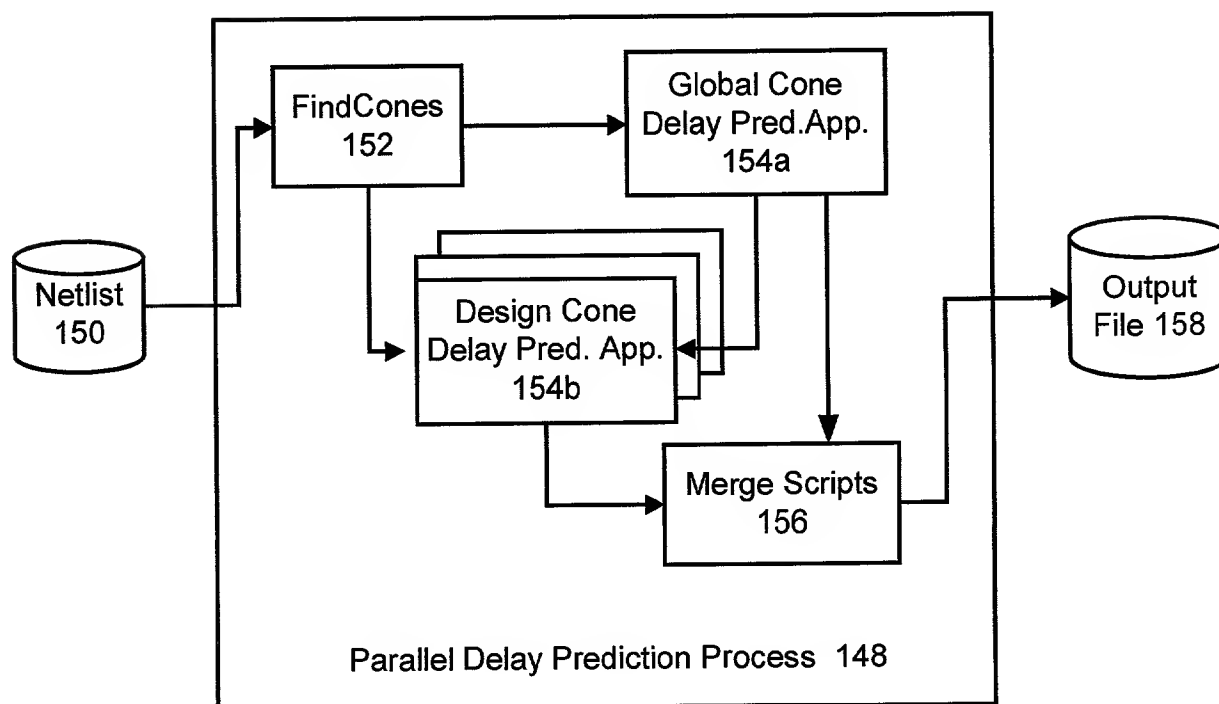 FindCones
152
Global Cone
Delay Pred.App.
154a
Netlist
150
Design Cone
Delay Pred. App.
154b
Output
File 158
Merge Scripts
156
Parallel Delay Prediction Process 148